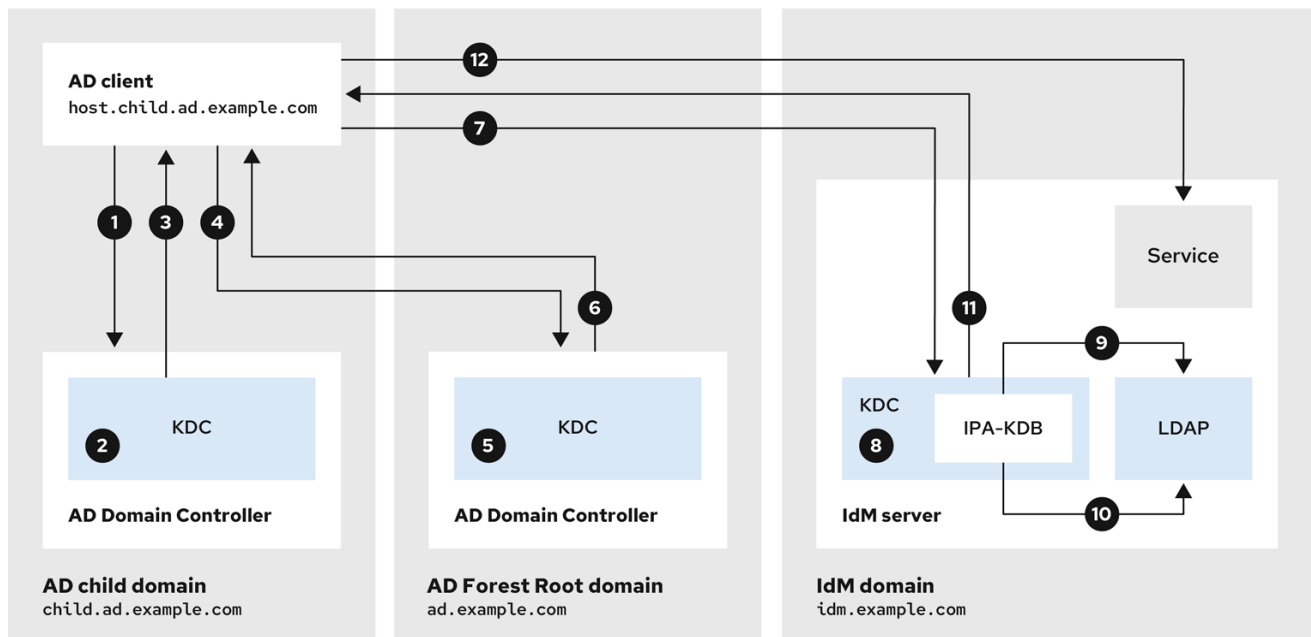 12
AD client
host.child.ad.example.com
7
1
3
4
6
11
Service
9
2
KDC
AD Domain Controller
5
KDC
AD Domain Controller
KDC
8
IPA-KDB
LDAP
10
IdM server
AD child domain
child.ad.example.com
AD Forest Root domain
ad.example.com
IdM domain
idm.example.com